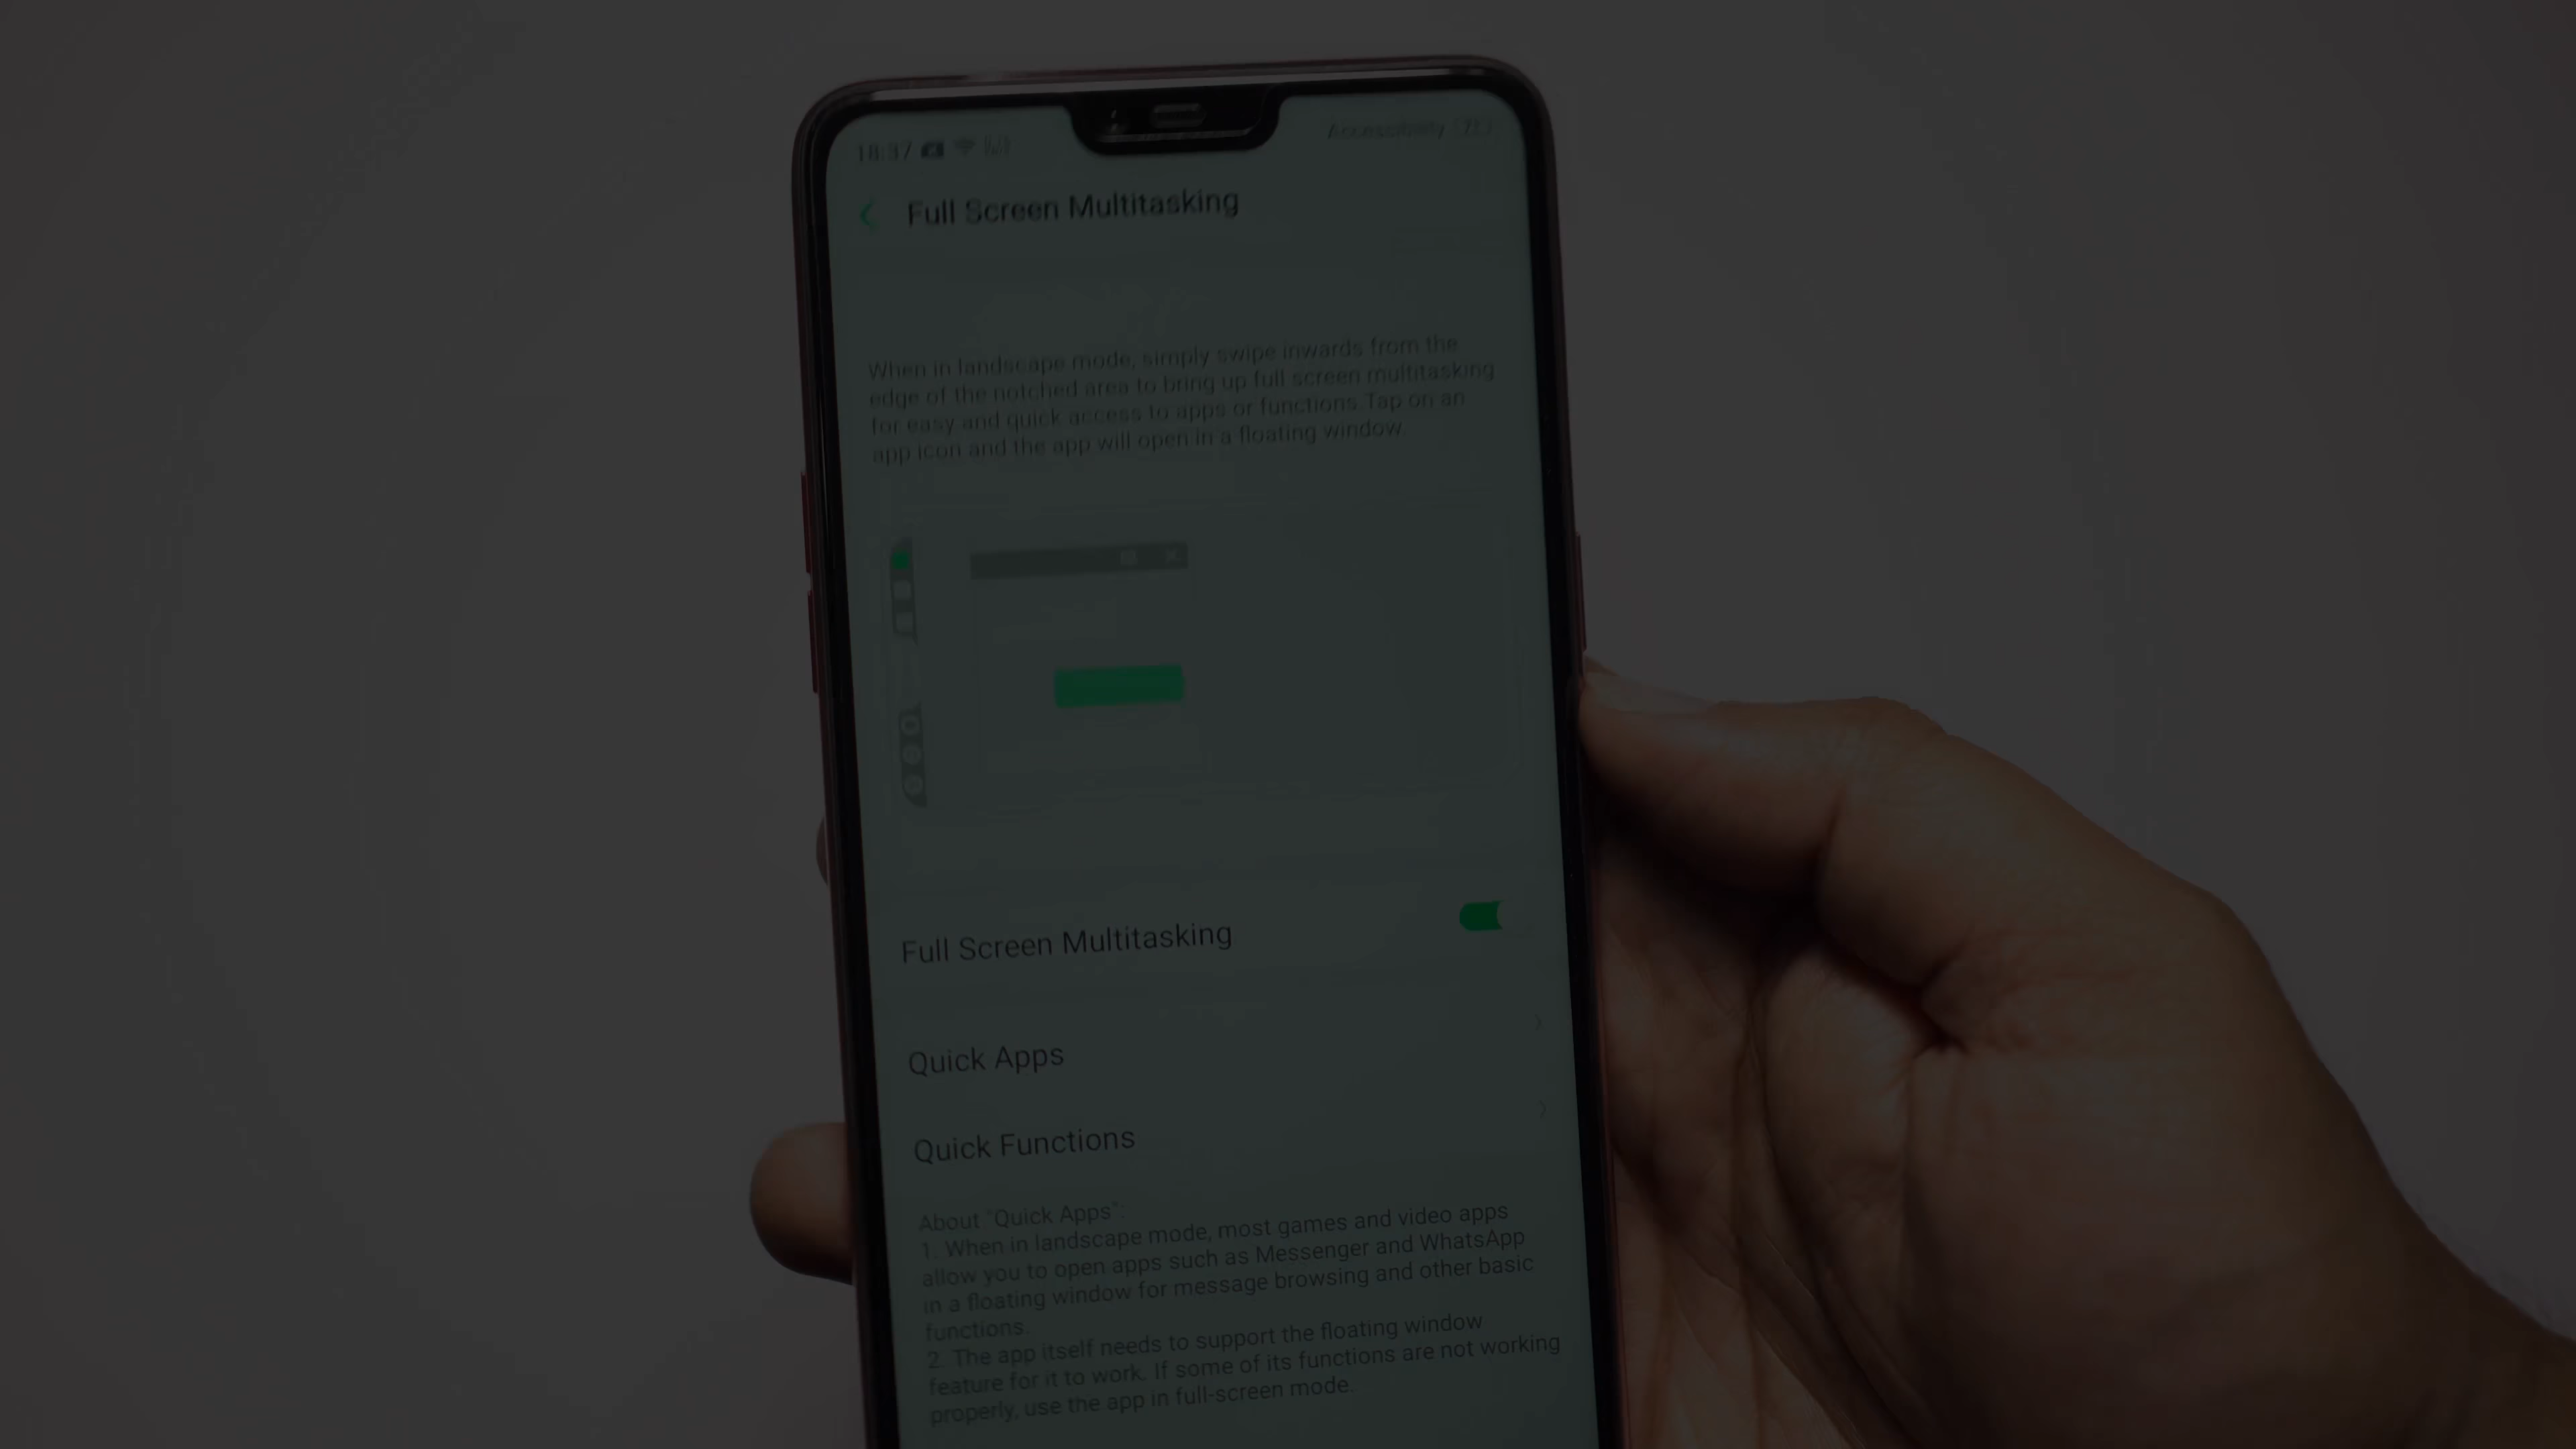 18:37
Accessibility
Full Screen Multitasking
When in landscape mode, simply swipe inwards from the
edge of the notched area to bring up full screen multitasking
for easy and quick access to apps or functions.Tap on an
app icon and the app will open in a floating window.
Full Screen Multitasking
Quick Apps
Quick Functions
About "Quick Apps":
1. When in landscape mode, most games and video apps
allow you to open apps such as Messenger and WhatsApp
in a floating window for message browsing and other basic
functions.
2. The app itself needs to support the floating window
feature for it to work. If some of its functions are not working
properly, use the app in full-screen mode.